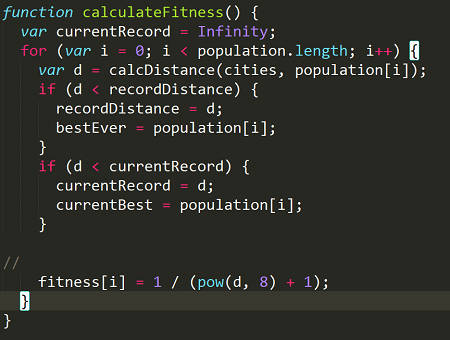 function calculateFitness() {
  var currentRecord = Infinity;
  for (var i = 0; i < population.length; i++) {
    var d = calcDistance(cities, population[i]);
    if (d < recordDistance) {
      recordDistance = d;
      bestEver = population[i];
    }
    if (d < currentRecord) {
      currentRecord = d;
      currentBest = population[i];
    }
//
    fitness[i] = 1 / (pow(d, 8) + 1);
  }
}